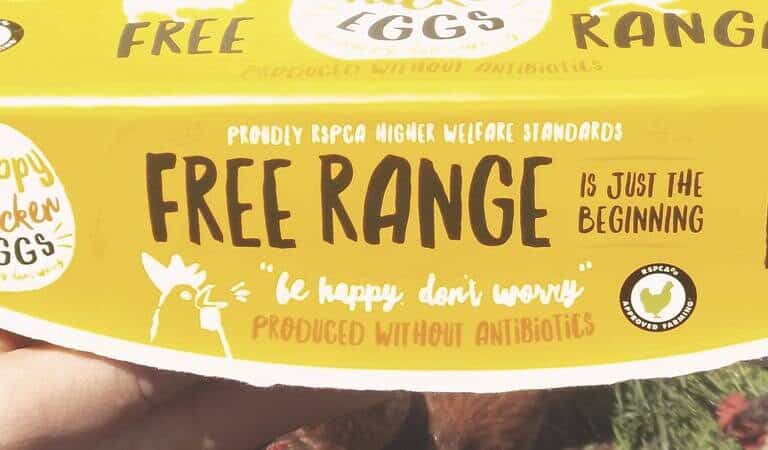 FREE
EGGS
RANGE
PRODUCED WITHOUT ANTIBIOTICS
PROUDLY RSPCA HIGHER WELFARE STANDARDS
FREE RANGE
IS JUST THE
BEGINNING
"be happy, don't worry"
PRODUCED WITHOUT ANTIBIOTICS
RSPCA
APPROVED FARMING
EGGS